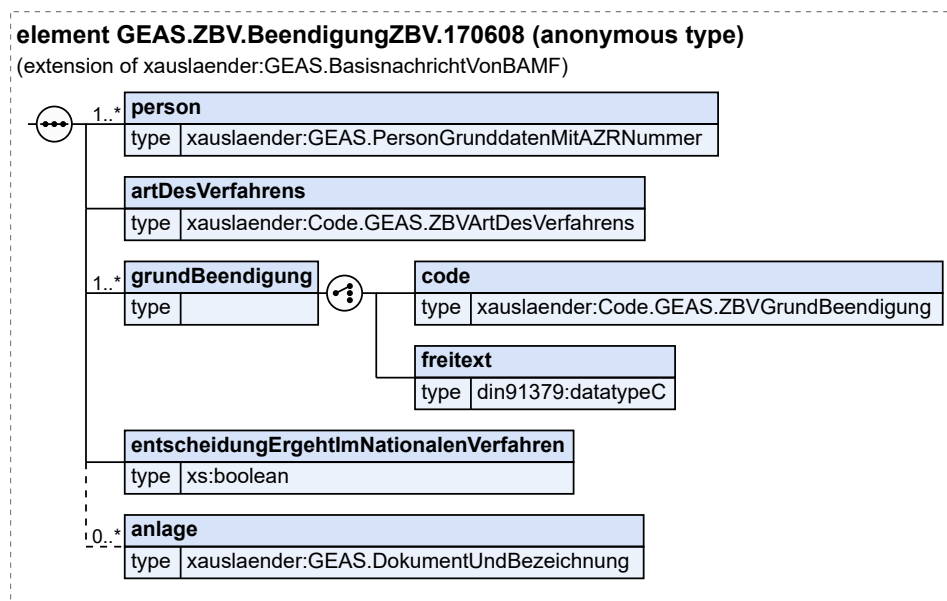 element GEAS.ZBV.BeendigungZBV.170608 (anonymous type)
(extension of xauslaender:GEAS.BasisnachrichtVonBAMF)
1..* person
type xauslaender:GEAS.PersonGrunddatenMitAZRNummer
artDesVerfahrens
type xauslaender:Code.GEAS.ZBVArtDesVerfahrens
1..* grundBeendigung
type
code
type xauslaender:Code.GEAS.ZBVGrundBeendigung
freitext
type din91379:datatypeC
entscheidungErgehtImNationalenVerfahren
type xs:boolean
0..* anlage
type xauslaender:GEAS.DokumentUndBezeichnung